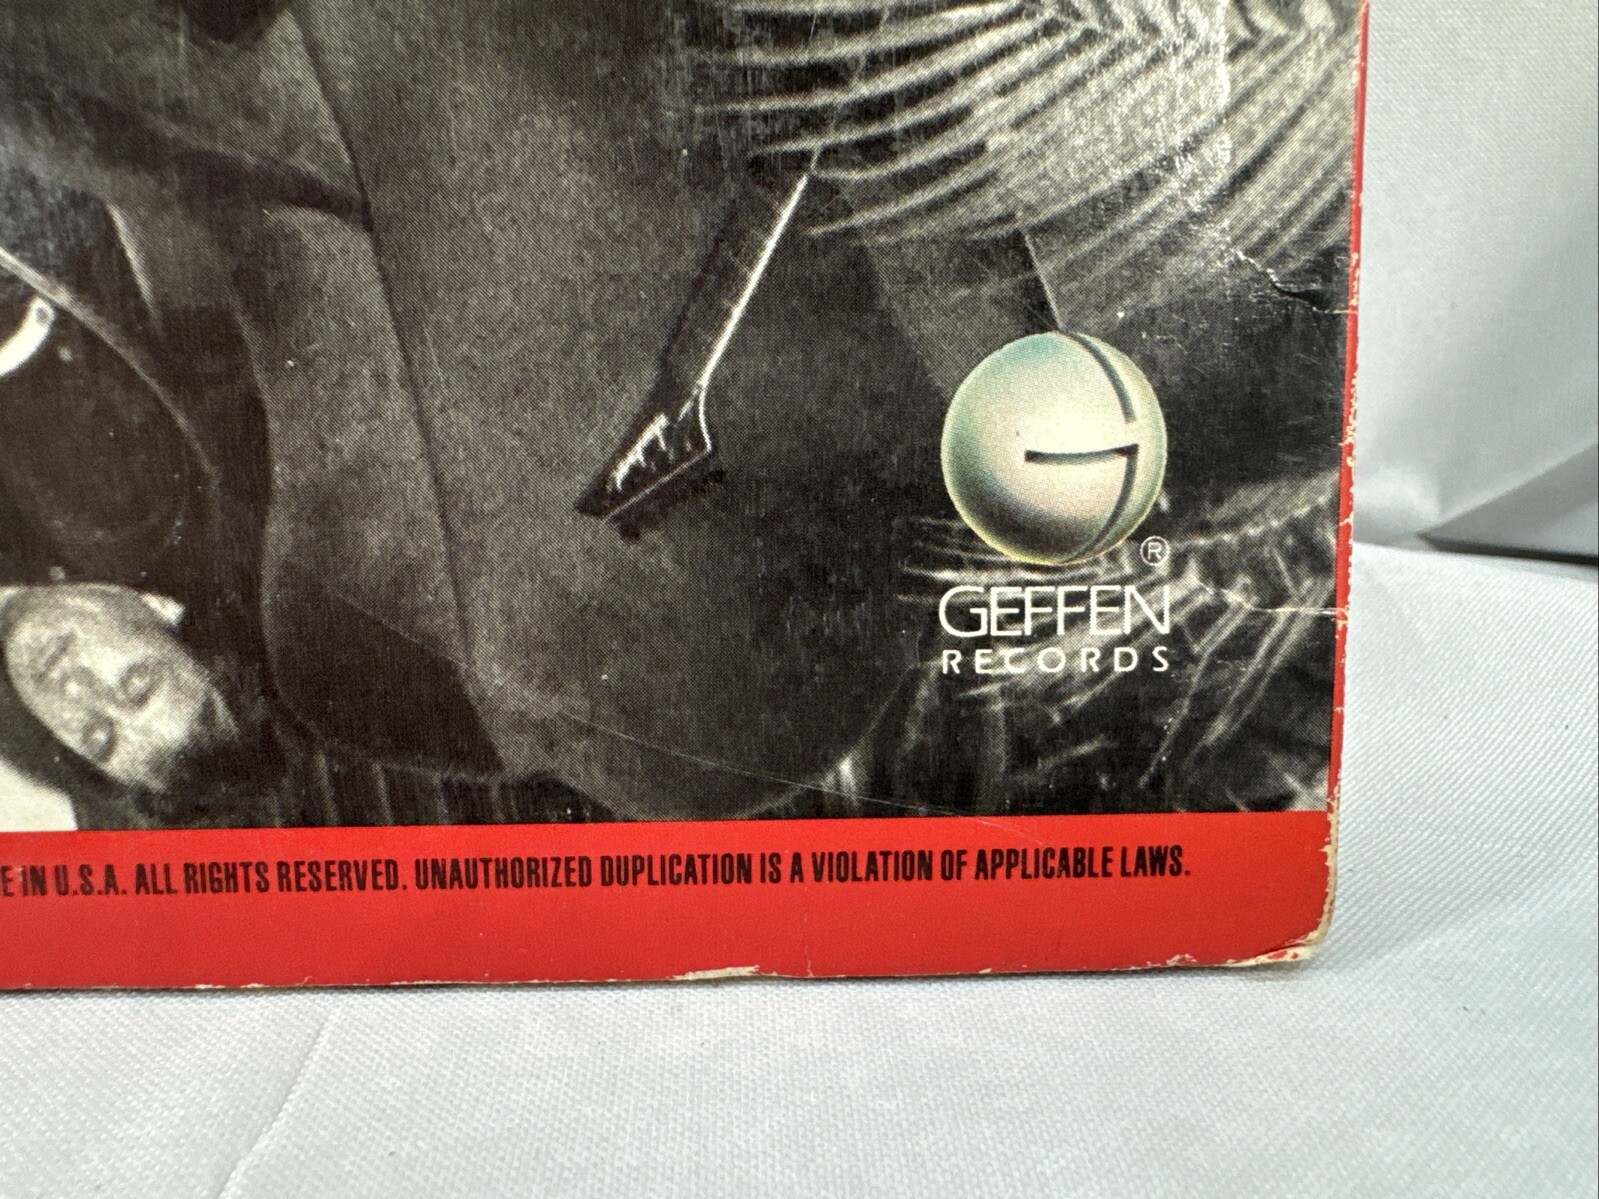 ®
GEFFEN
RECORDS
IN U.S.A. ALL RIGHTS RESERVED. UNAUTHORIZED DUPLICATION IS A VIOLATION OF APPLICABLE LAWS.